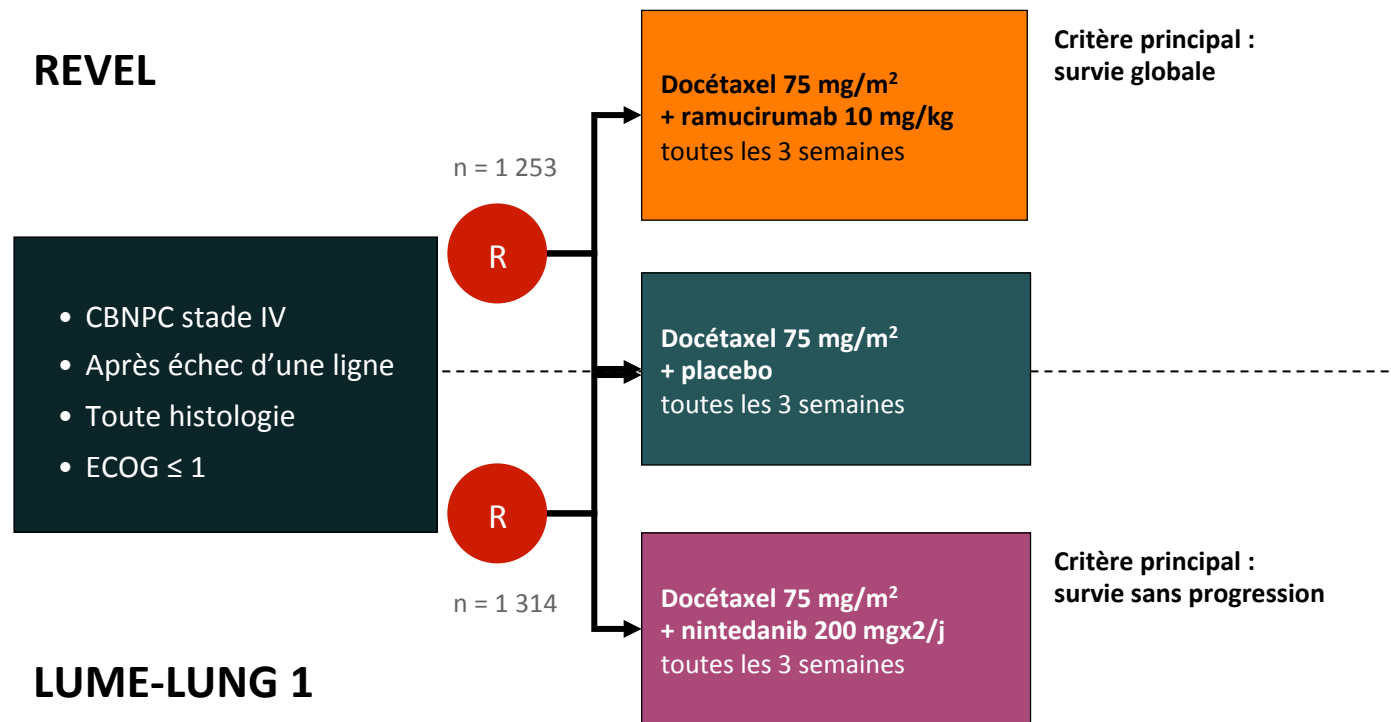 REVEL
n = 1 253
R
• CBNPC stade IV
• Après échec d’une ligne
• Toute histologie
• ECOG ≤ 1
R
n = 1 314
LUME-LUNG 1
Docétaxel 75 mg/m²
+ ramucirumab 10 mg/kg
toutes les 3 semaines
Critère principal :
survie globale
Docétaxel 75 mg/m²
+ placebo
toutes les 3 semaines
Docétaxel 75 mg/m²
+ nintedanib 200 mgx2/j
toutes les 3 semaines
Critère principal :
survie sans progression